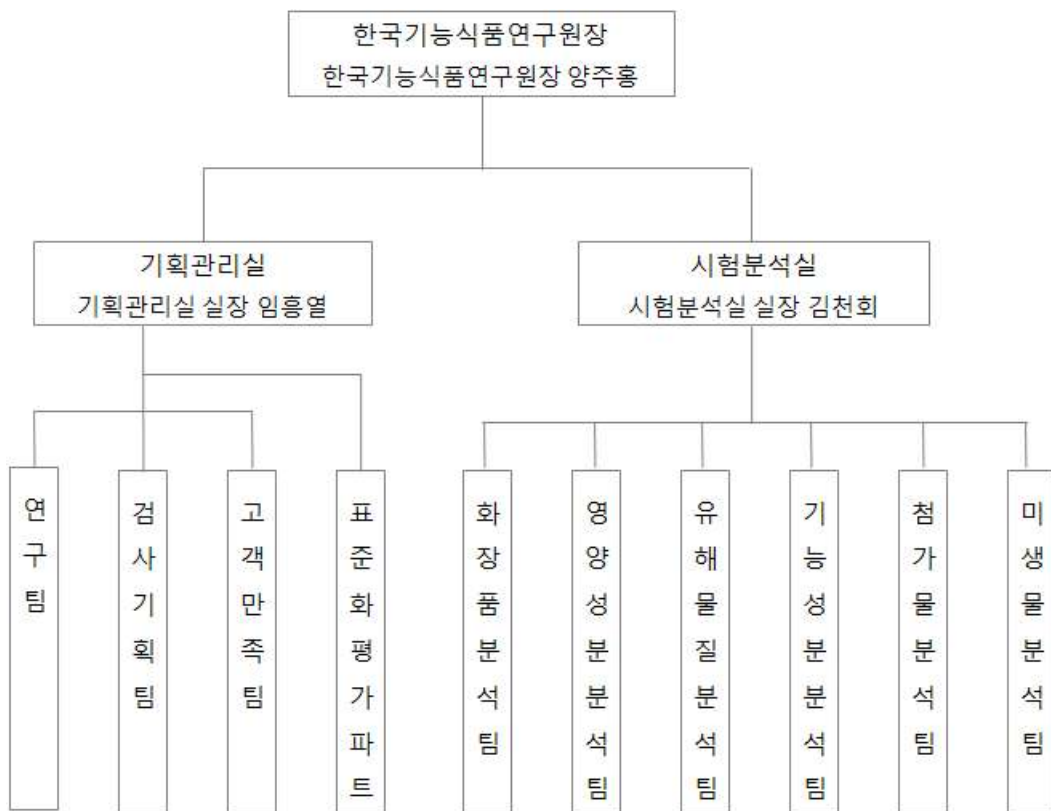 한국기능식품연구원장
한국기능식품연구원장 양주홍
기획관리실
기획관리실 실장 임흥열
시험분석실
시험분석실 실장 김천회
연구팀
검사기획팀
고객만족팀
표준화평가파트
화장품분석팀
영양성분분석팀
유해물질분석팀
기능성분분석팀
첨가물분석팀
미생물분석팀